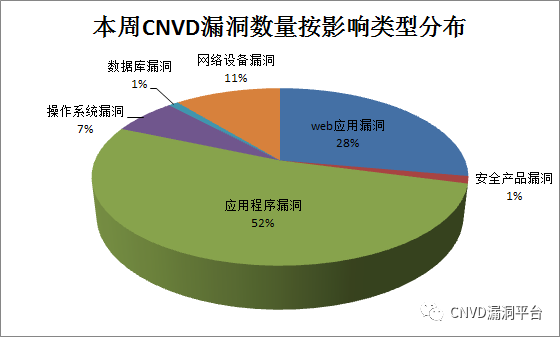 本周CNVD漏洞数量按影响类型分布
网络设备漏洞
11%
数据库漏洞
1%
操作系统漏洞
7%
web应用漏洞
28%
安全产品漏洞
1%
应用程序漏洞
52%
CNVD漏洞平台